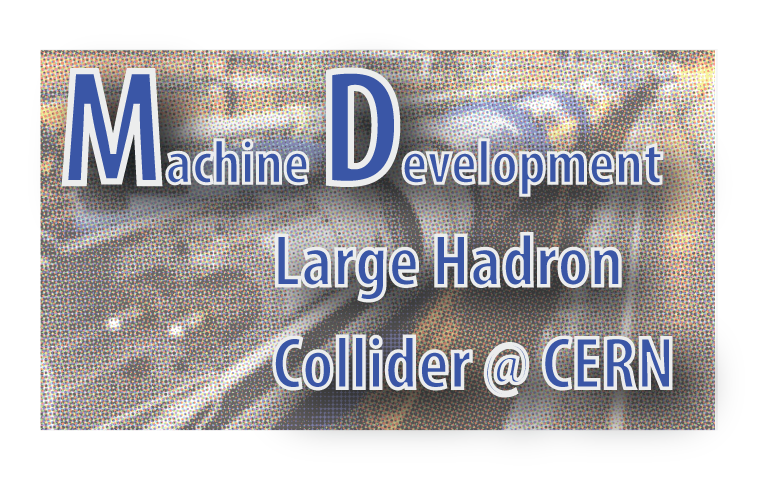 Machine Development
Large Hadron
Collider @ CERN